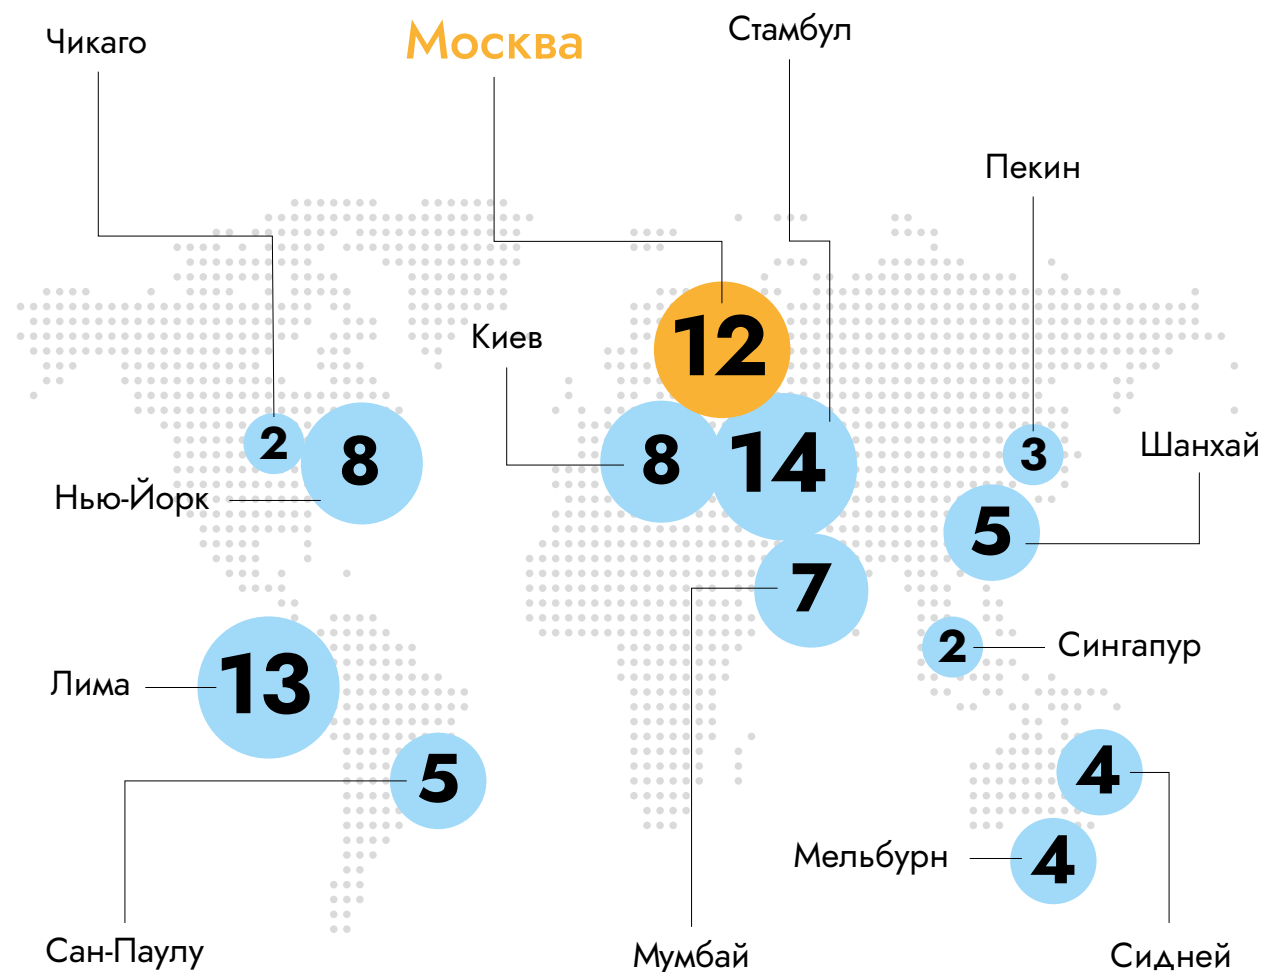 Чикаго
Москва
Стамбул
Пекин
Киев
12
Шанхай
2
8
8
14
3
Нью-Йорк
5
7
2
Сингапур
Лима
13
5
4
Мельбурн
4
Сан-Паулу
Мумбай
Сидней